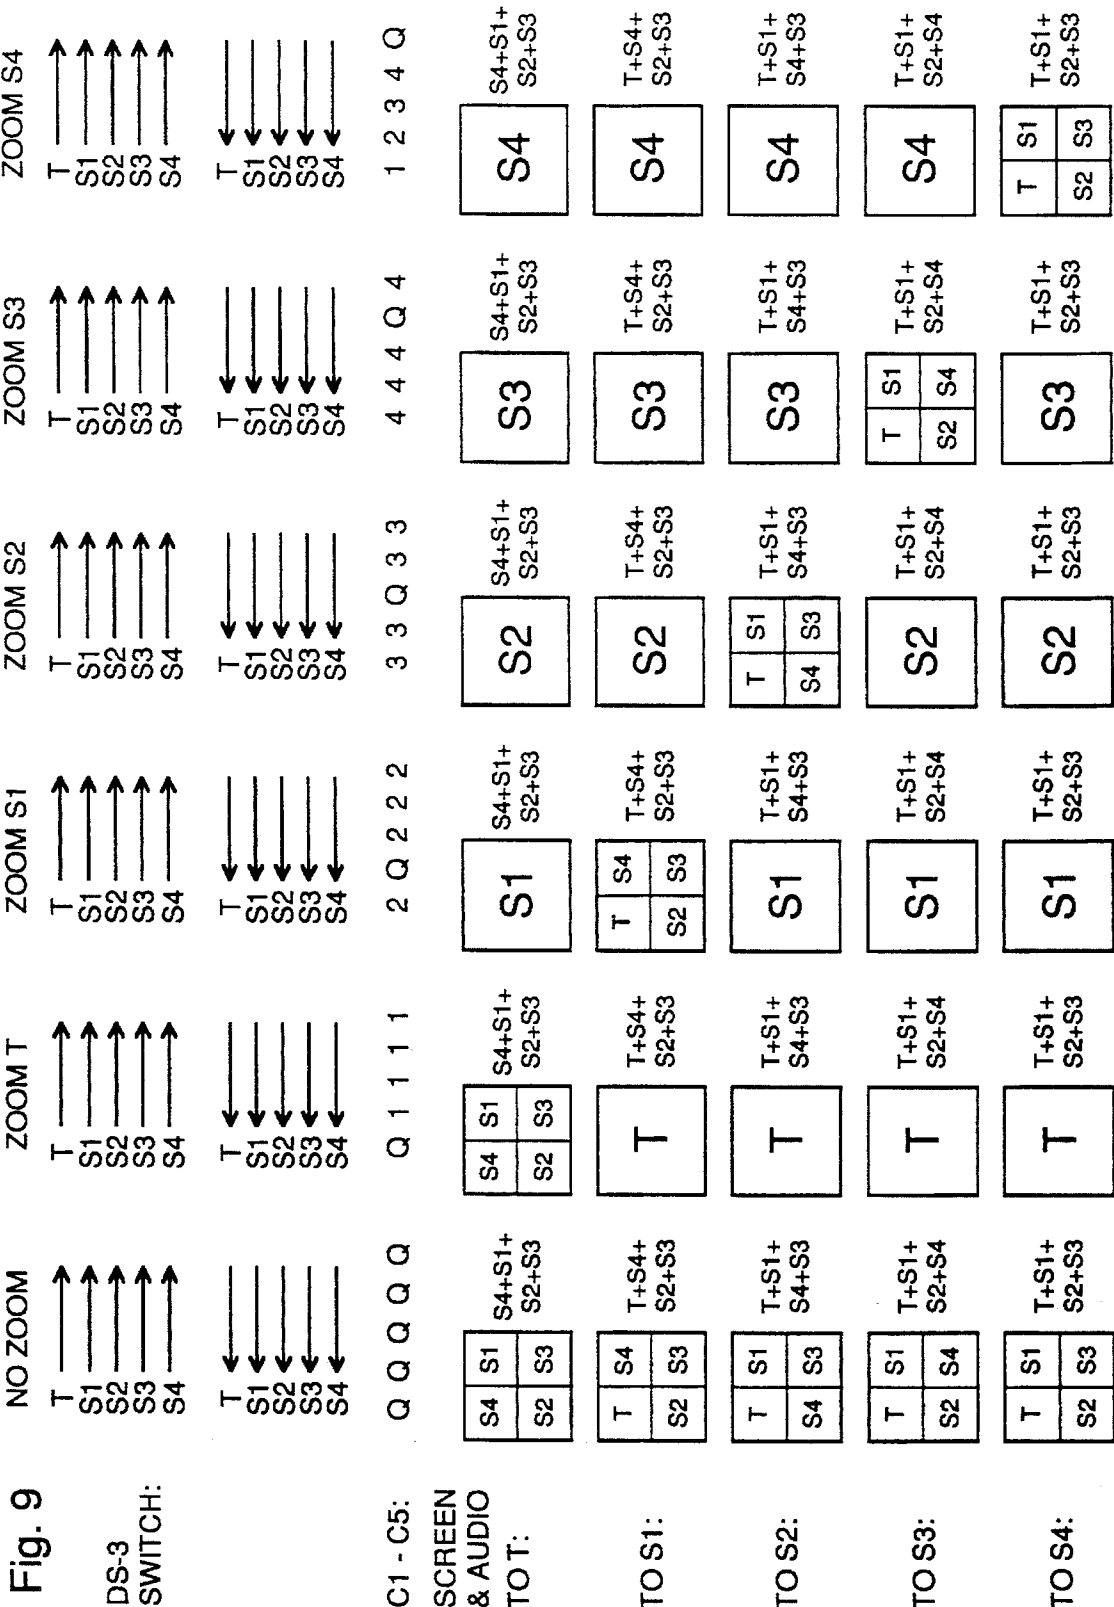 Fig. 9 NO ZOOM ZOOM T ZOOM S1 ZOOM S2 ZOOM S3 ZOOM S4
DS-3
SWITCH:
T T T T T T
S1 S1 S1 S1 S1 S1
S2 S2 S2 S2 S2 S2
S3 S3 S3 S3 S3 S3
S4 S4 S4 S4 S4 S4
T T T T T T
S1 S1 S1 S1 S1 S1
S2 S2 S2 S2 S2 S2
S3 S3 S3 S3 S3 S3
S4 S4 S4 S4 S4 S4
C1 - C5: Q Q Q Q Q Q 1 1 1 1 2 Q 2 2 2 3 3 Q 3 3 4 4 4 Q 4 1 2 3 4 Q
SCREEN
& AUDIO
TO T:
S4 S1 S4+S1+ S4 S1 S4+S1+ S1 S4+S1+ S2 S4+S1+ S3 S4+S1+ S4 S4+S1+
S2 S3 S2+S3 S2 S3 S2+S3 S2+S3 S2+S3 S2+S3 S2+S3
TO S1:
T S4 T+S4+ T T+S4+ T S4 T+S4+ S2 T+S4+ S3 T+S4+ S4 T+S4+
S2 S3 S2+S3 S2+S3 S2 S3 S2+S3 S2+S3 S2+S3 S2+S3
TO S2:
T S1 T+S1+ T T+S1+ S1 T+S1+ T S1 T+S1+ S3 T+S1+ S4 T+S1+
S4 S3 S4+S3 S4+S3 S4+S3 S4 S3 S4+S3 S4+S3 S4+S3
TO S3:
T S1 T+S1+ T T+S1+ S1 T+S1+ S2 T+S1+ T S1 T+S1+ S4 T+S1+
S2 S4 S2+S4 S2+S4 S2+S4 S2+S4 S2 S4 S2+S4 S2+S4
TO S4:
T S1 T+S1+ T T+S1+ S1 T+S1+ S2 T+S1+ S3 T+S1+ T S1 T+S1+
S2 S3 S2+S3 S2+S3 S2+S3 S2+S3 S2+S3 S2 S3 S2+S3